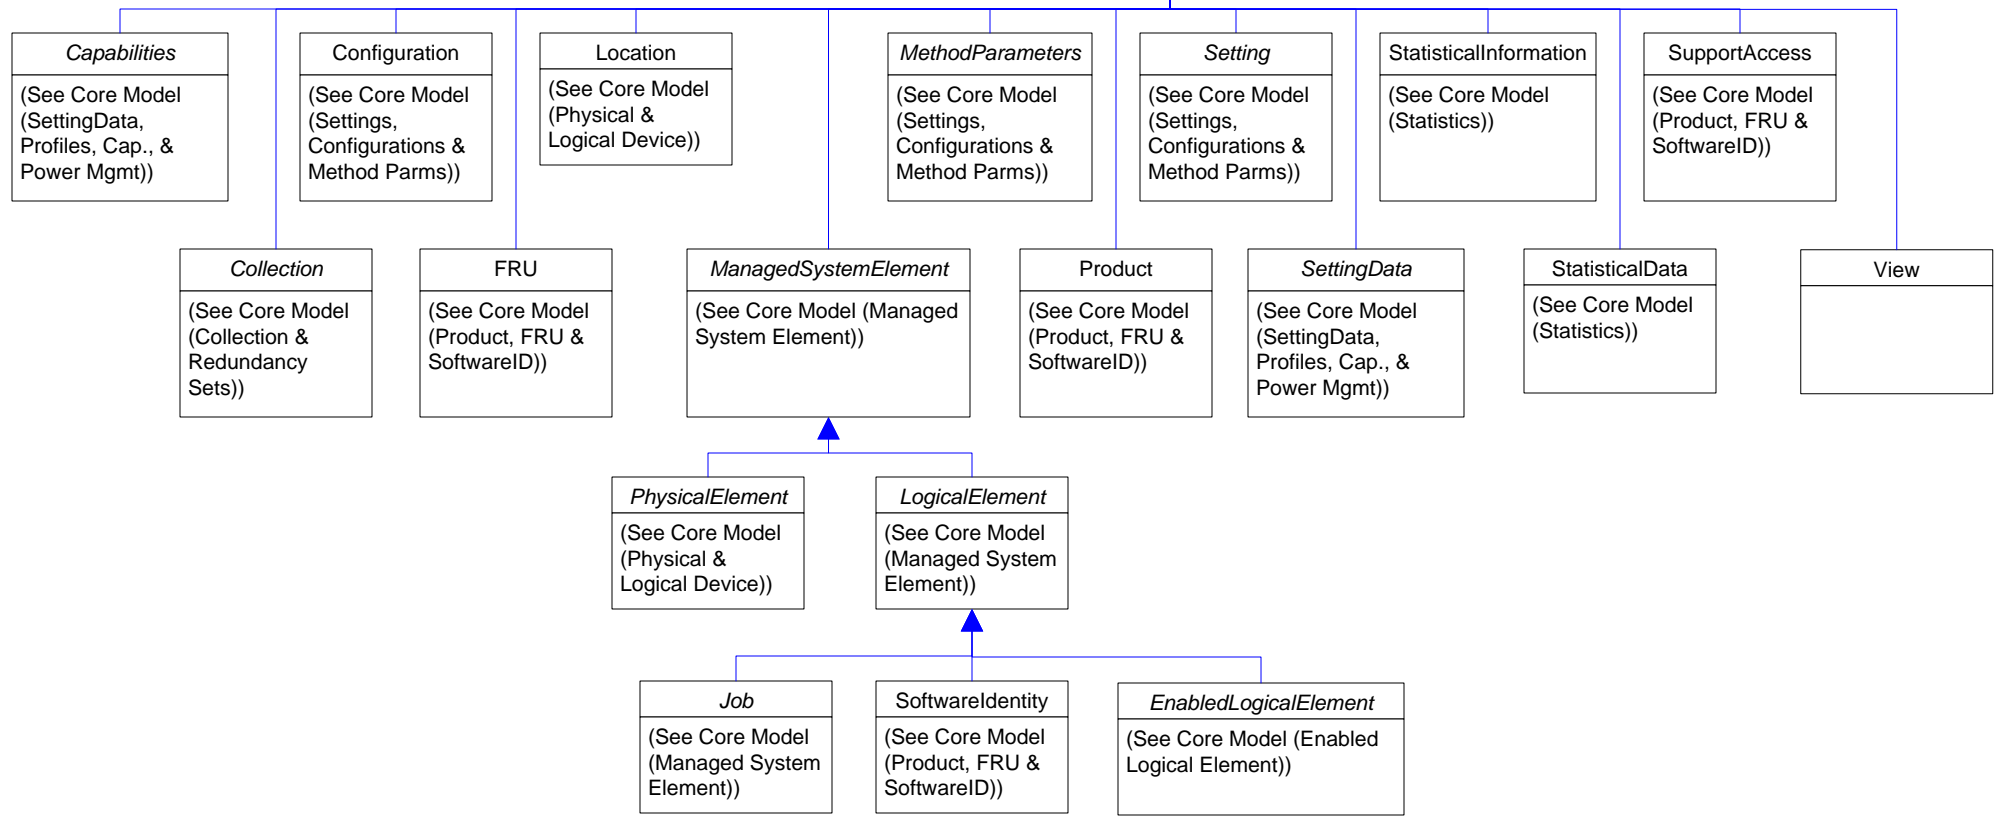 Capabilities
(See Core Model
(SettingData,
Profiles, Cap., &
Power Mgmt))
Configuration
(See Core Model
(Settings,
Configurations &
Method Parms))
Location
(See Core Model
(Physical &
Logical Device))
MethodParameters
(See Core Model
(Settings,
Configurations &
Method Parms))
Setting
(See Core Model
(Settings,
Configurations &
Method Parms))
StatisticalInformation
(See Core Model
(Statistics))
SupportAccess
(See Core Model
(Product, FRU &
SoftwareID))
Collection
(See Core Model
(Collection &
Redundancy
Sets))
FRU
(See Core Model
(Product, FRU &
SoftwareID))
ManagedSystemElement
(See Core Model (Managed
System Element))
Product
(See Core Model
(Product, FRU &
SoftwareID))
SettingData
(See Core Model
(SettingData,
Profiles, Cap., &
Power Mgmt))
StatisticalData
(See Core Model
(Statistics))
View
PhysicalElement
(See Core Model
(Physical &
Logical Device))
LogicalElement
(See Core Model
(Managed System
Element))
Job
(See Core Model
(Managed System
Element))
SoftwareIdentity
(See Core Model
(Product, FRU &
SoftwareID))
EnabledLogicalElement
(See Core Model (Enabled
Logical Element))